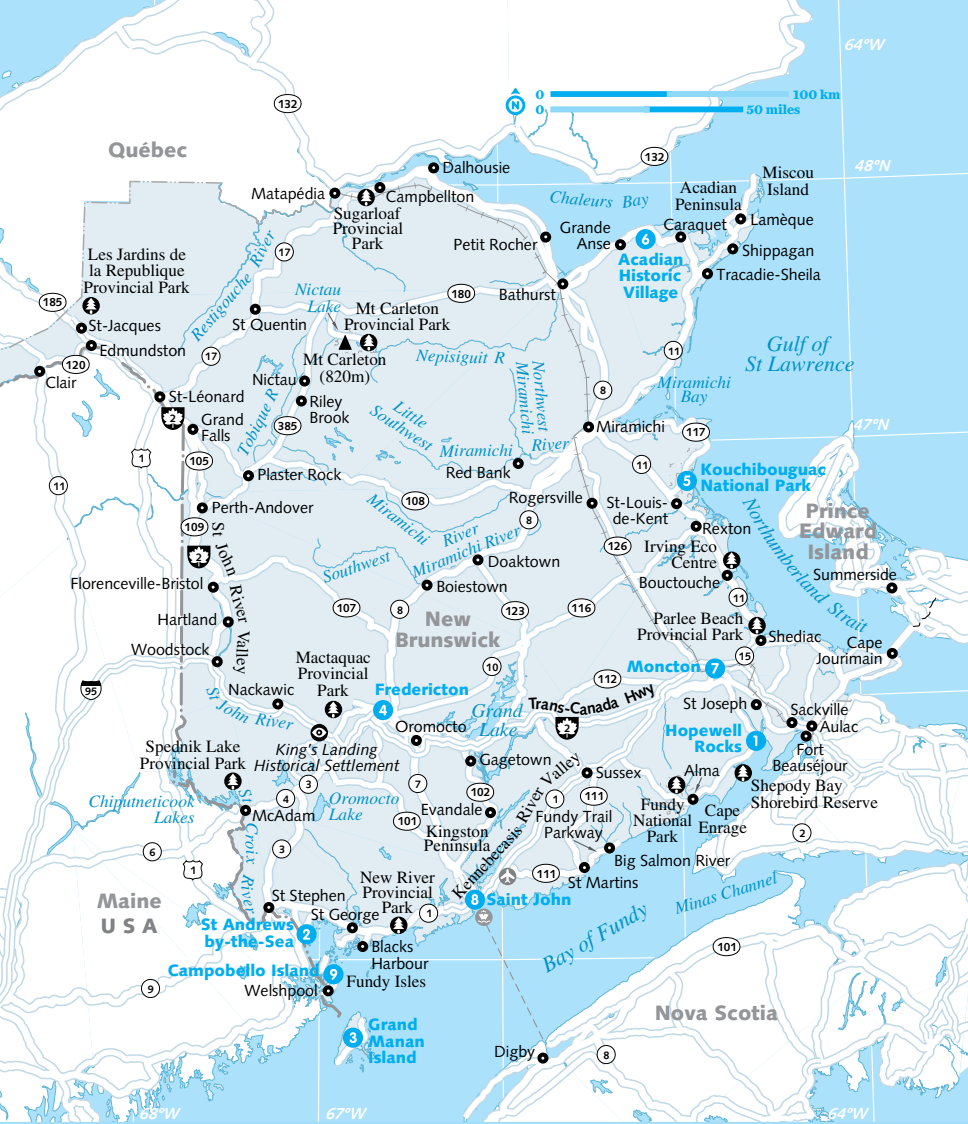 64°W
0 100 km
N
0 50 miles
132
Québec
132
48°N
Dalhousie
Miscou
Island
Matapédia
Campbellton
Chaleurs Bay
Acadian
Peninsula
Sugarloaf
Provincial
Park
Lamèque
Caraquet
Grande
Anse
6
Petit Rocher
Shippagan
Acadian
Historic
Village
Tracadie-Sheila
Les Jardins de
la Republique
Provincial Park
17
Restigouche River
Nictau
Lake
180
Bathurst
185
St-Jacques
St Quentin
Mt Carleton
Provincial Park
Edmundston
120
17
Mt Carleton
(820m)
Nepisiguit R
11
Gulf of
St Lawrence
Clair
Nictau
Riley
Brook
Northwest
Miramichi
River
8
Miramichi
Bay
St-Léonard
2
Grand
Falls
Tobique R
385
Little
Southwest
Miramichi
Miramichi
117
47°N
1
105
11
Plaster Rock
Red Bank
11
Kouchibouguac
National Park
5
108
Rogersville
St-Louis-
de-Kent
Perth-Andover
Miramichi
River
8
Prince
Edward
Island
109
Rexton
Northumberland Strait
2
St John River Valley
Southwest
Miramichi River
126
Irving Eco
Centre
Doaktown
Bouctouche
Summerside
Florenceville-Bristol
Boiestown
11
107
8
123
116
Hartland
New
Brunswick
Parlee Beach
Provincial Park
Shediac
Cape
Jourimain
Woodstock
Mactaquac
Provincial
Park
10
Moncton
7
15
95
112
Nackawic
Fredericton
4
Trans-Canada Hwy
2
St Joseph
Sackville
St John River
Oromocto
Grand
Lake
Aulac
Hopewell
Rocks
1
Fort
Beauséjour
King's Landing
Historical Settlement
Spednik Lake
Provincial Park
Gagetown
Sussex
Alma
Shepody Bay
Shorebird Reserve
3
7
102
Kennebecasis River Valley
1
111
4
Chiputneticook
Lakes
McAdam
Oromocto
Lake
Evandale
Fundy Trail
Parkway
Fundy
National
Park
Cape
Enrage
101
Kingston
Peninsula
2
St Croix River
6
3
1
Big Salmon River
111
St Martins
Minas Channel
New River
Provincial
Park
St Stephen
Maine
USA
St George
1
8
Saint John
St Andrews
by-the-Sea
2
Bay of Fundy
Blacks
Harbour
101
Campobello Island
9
Fundy Isles
9
Welshpool
Nova Scotia
Grand
Manan
Island
3
Digby
8
68°W
67°W
64°W